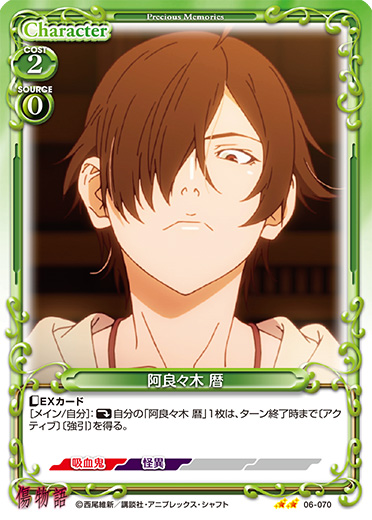 Precious Memories
Character
COST
2
SOURCE
0
阿良々木 暦
EXカード
[メイン/自分]:自分の「阿良々木 暦」1枚は、ターン終了時まで〔アク
ティブ〕〔強引〕を得る。
吸血鬼 怪異
傷物語
©西尾維新/講談社・アニプレックス・シャフト
06-070